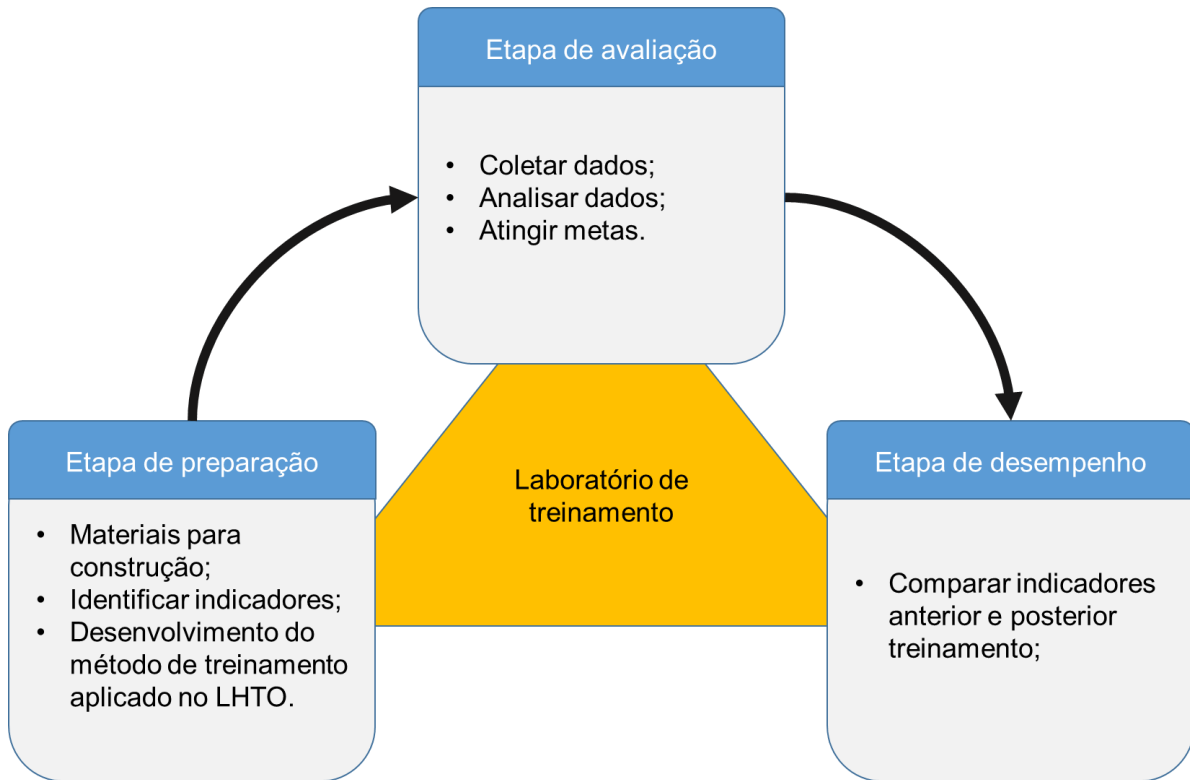 Etapa de avaliação
• Coletar dados;
• Analisar dados;
• Atingir metas.
Etapa de preparação
• Materiais para
construção;
• Identificar indicadores;
• Desenvolvimento do
método de treinamento
aplicado no LHTO.
Laboratório de
treinamento
Etapa de desempenho
• Comparar indicadores
anterior e posterior
treinamento;